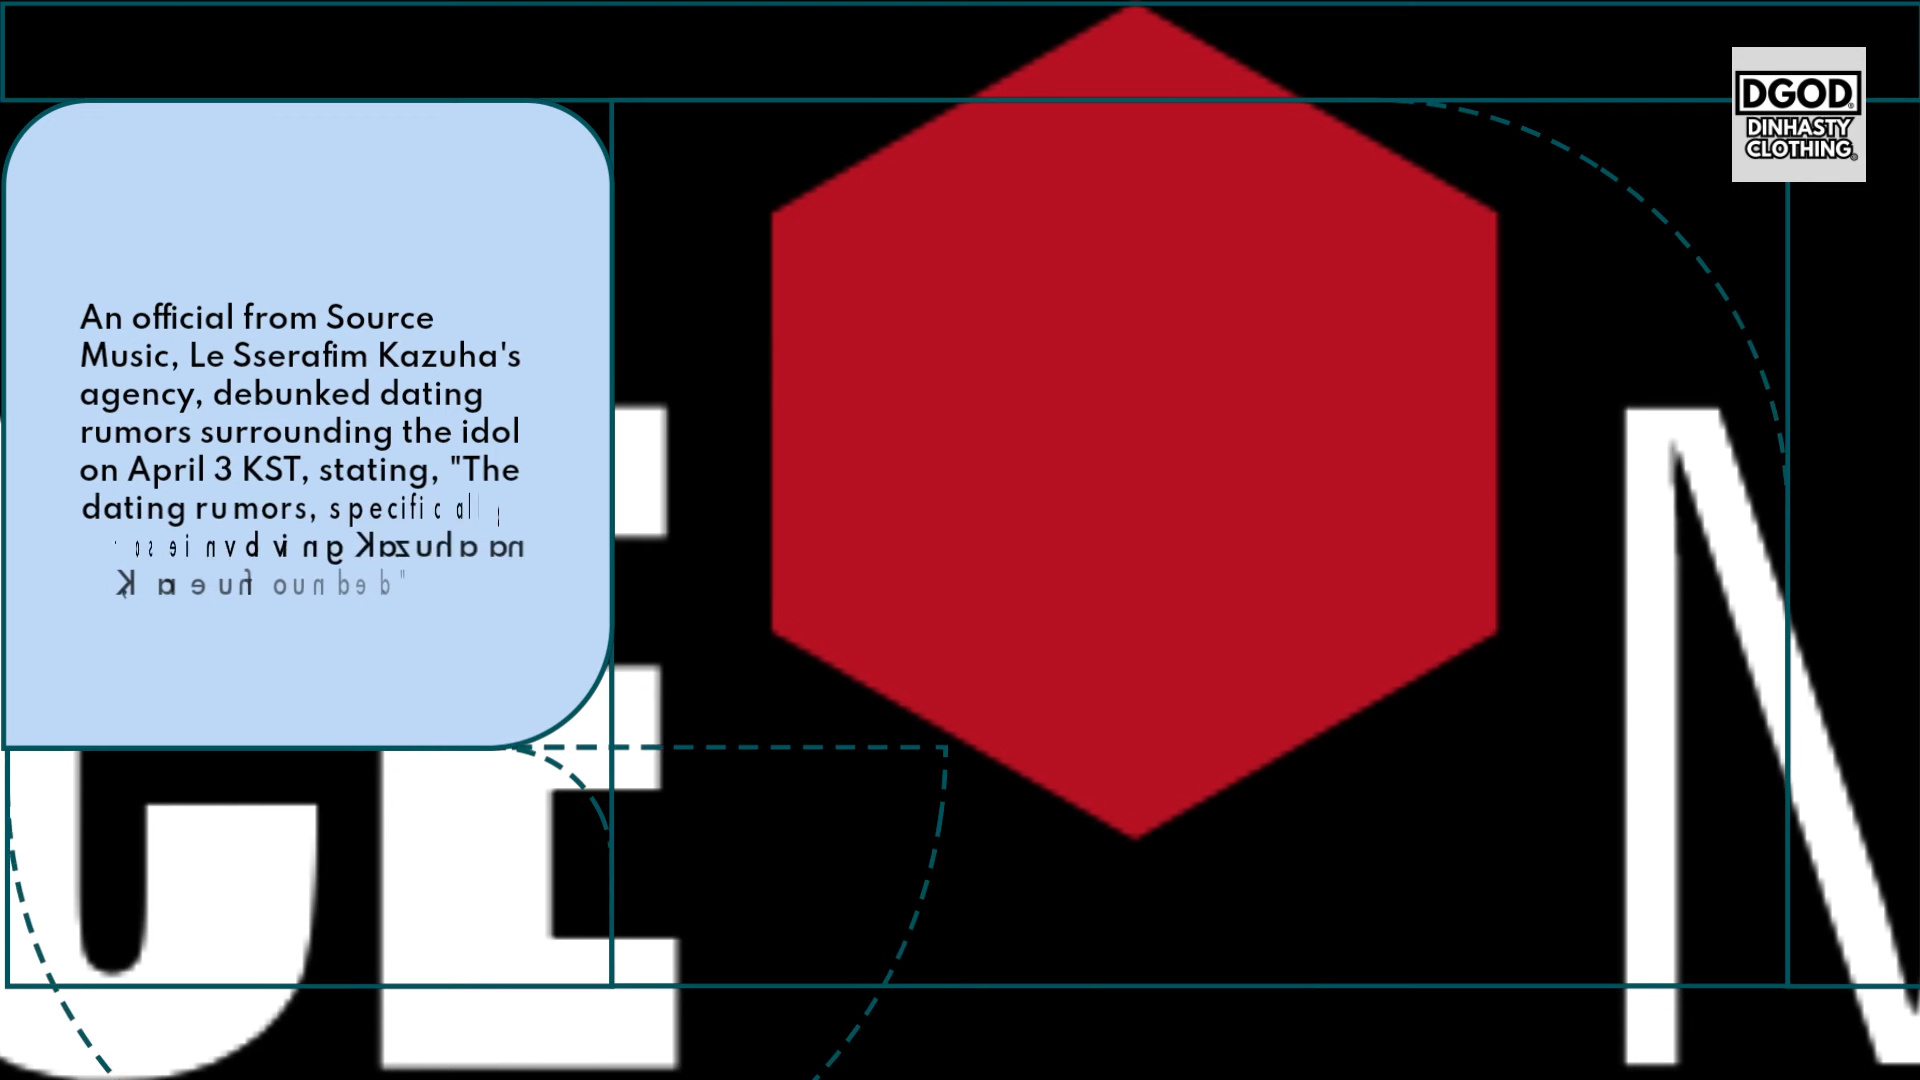 An official from Source
Music, Le Sserafim Kazuha's
agency, debunked dating
rumors surrounding the idol
on April 3 KST, stating, "The
dating rumors,
DGOD
DINHASTY
CLOTHING
CE
N